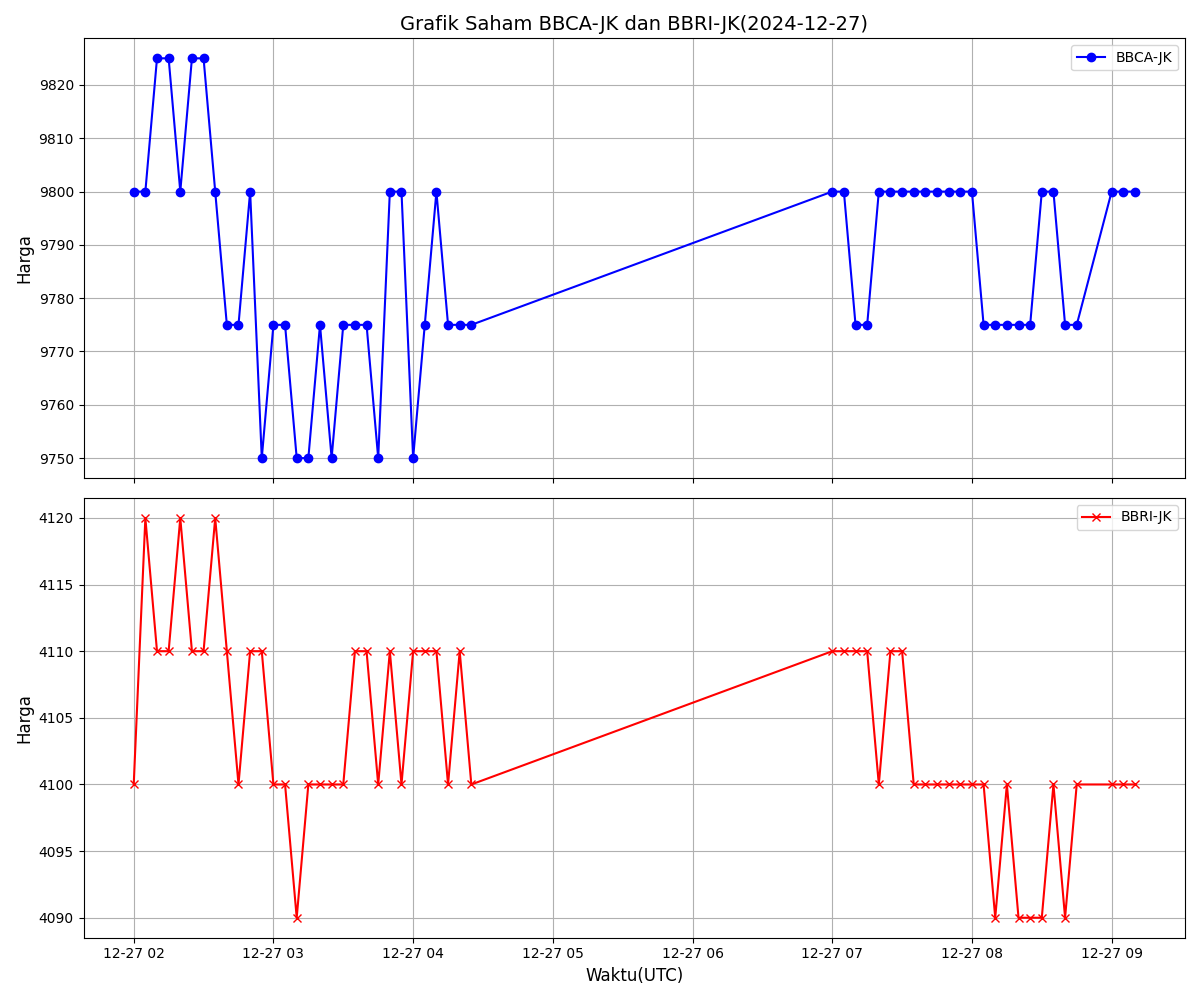 Grafik Saham BBCA-JK dan BBRI-JK(2024-12-27)
BBCA-JK
Harga
9820
9810
9800
9790
9780
9770
9760
9750
BBRI-JK
Harga
4120
4115
4110
4105
4100
4095
4090
12-27 02 12-27 03 12-27 04 12-27 05 12-27 06 12-27 07 12-27 08 12-27 09
Waktu(UTC)